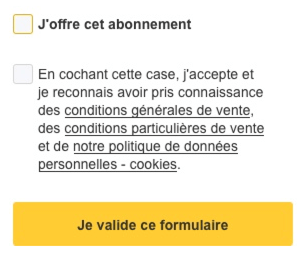 J'offre cet abonnement
En cochant cette case, j'accepte et
je reconnais avoir pris connaissance
des conditions générales de vente,
des conditions particulières de vente
et de notre politique de données
personnelles - cookies.
Je valide ce formulaire